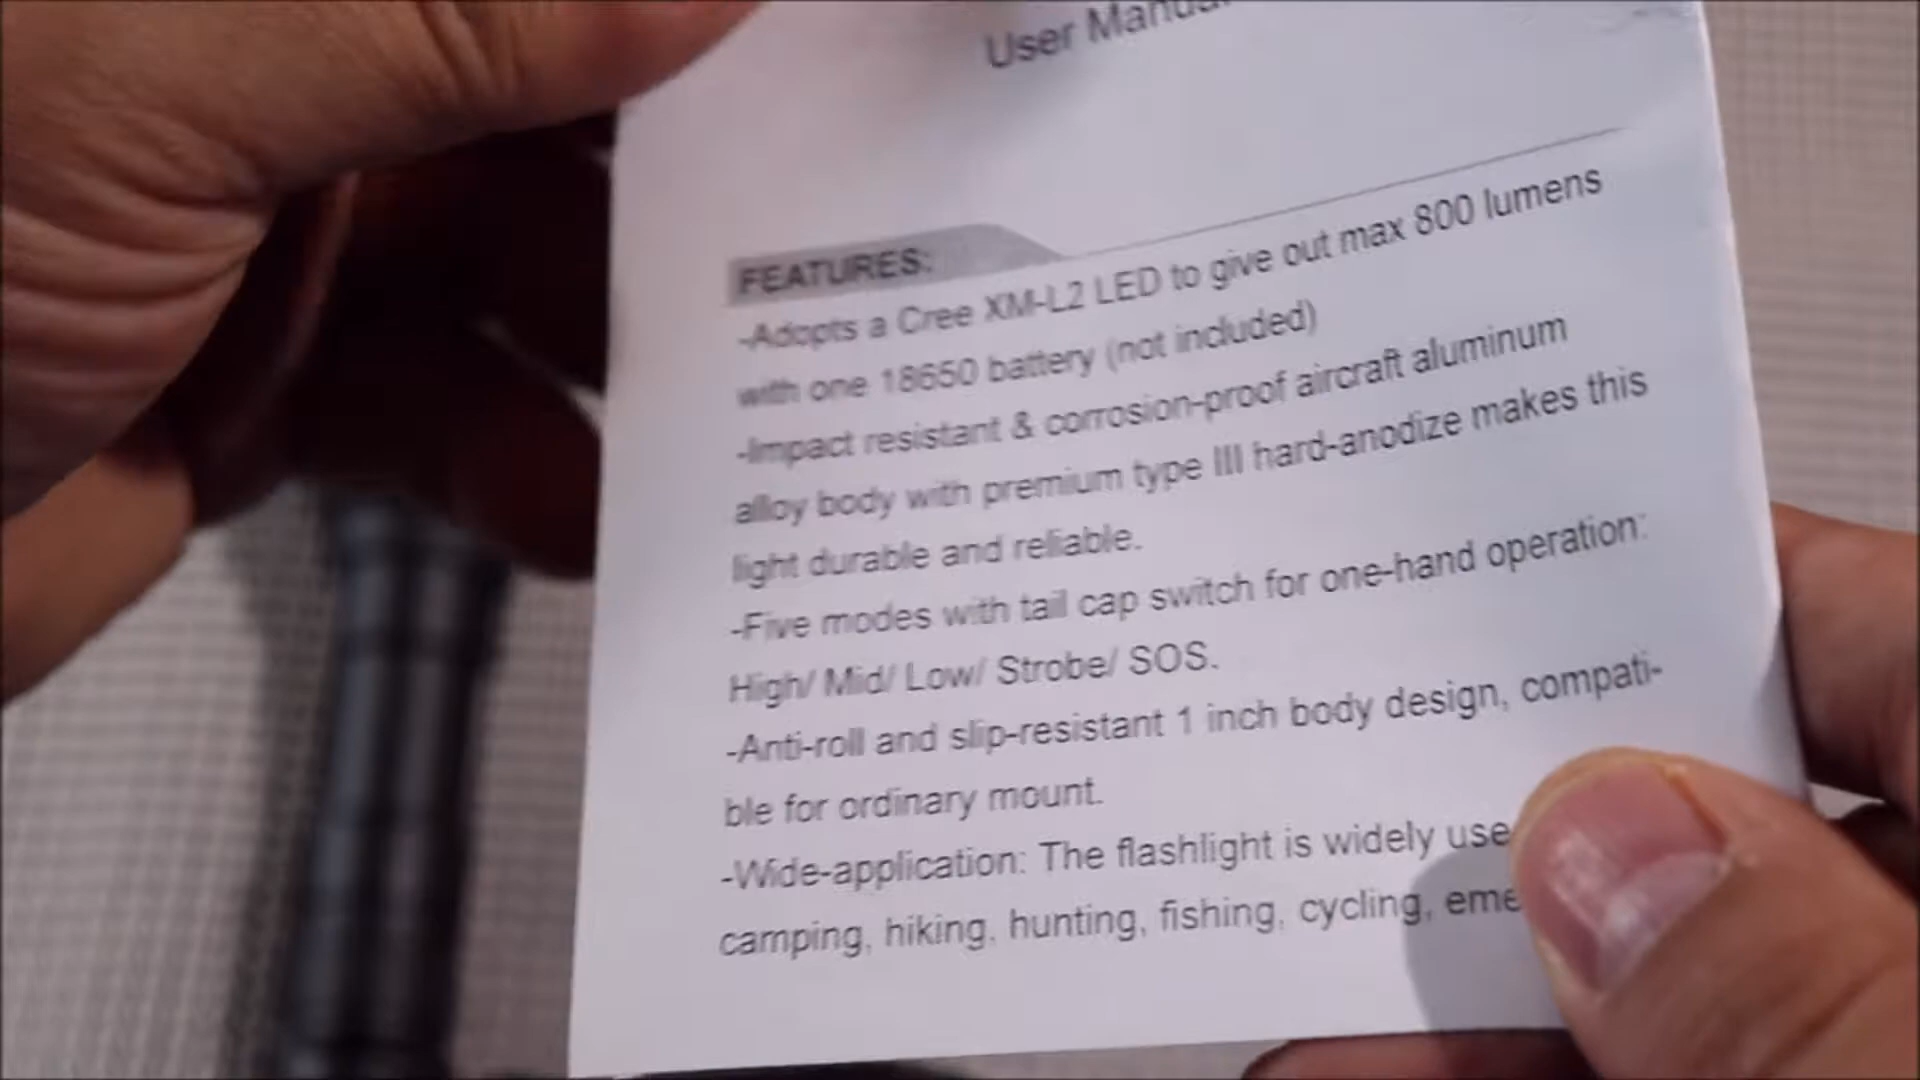 User Manual
FEATURES:
-Adopts a Cree XM-L2 LED to give out max 800 lumens
with one 18650 battery (not included)
-Impact resistant & corrosion-proof aircraft aluminum
alloy body with premium type III hard-anodize makes this
light durable and reliable.
-Five modes with tail cap switch for one-hand operation:
High/ Mid/ Low/ Strobe/ SOS.
-Anti-roll and slip-resistant 1 inch body design, compati-
ble for ordinary mount.
-Wide-application: The flashlight is widely use
camping, hiking, hunting, fishing, cycling, eme